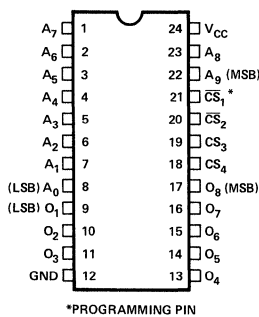 A7 1 24 VCC
A6 2 23 A8
A5 3 22 A9 (MSB)
A4 4 21 C̅S̅1*
A3 5 20 C̅S̅2
A2 6 19 CS3
A1 7 18 CS4
(LSB) A0 8 17 O8 (MSB)
(LSB) O1 9 16 O7
O2 10 15 O6
O3 11 14 O5
GND 12 13 O4
*PROGRAMMING PIN